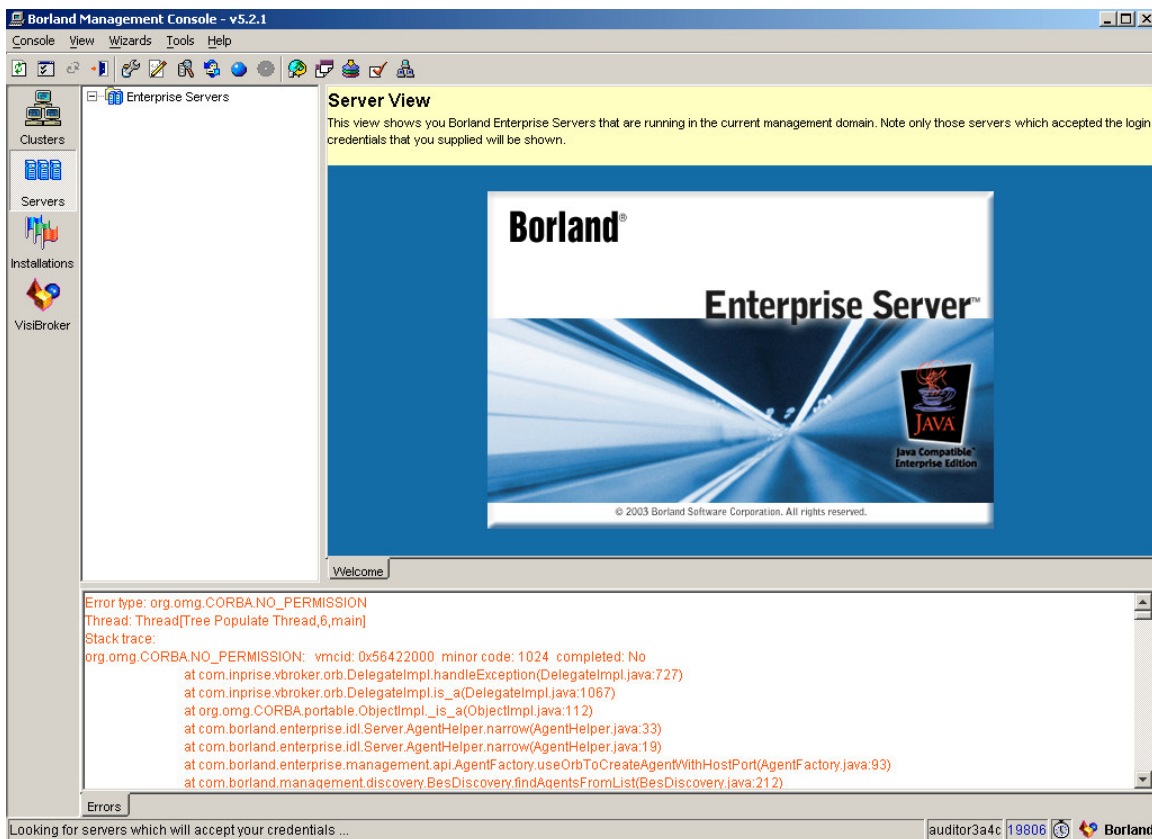 Borland Management Console - v5.2.1
Console View Wizards Tools Help
Clusters
Servers
Installations
VisiBroker
Enterprise Servers
Server View
This view shows you Borland Enterprise Servers that are running in the current management domain. Note only those servers which accepted the login
credentials that you supplied will be shown.
Borland®
Enterprise Server™
JAVA
Java Compatible™
Enterprise Edition
© 2003 Borland Software Corporation. All rights reserved.
Welcome
Error type: org.omg.CORBA.NO_PERMISSION
Thread: Thread[Tree Populate Thread,6,main]
Stack trace:
org.omg.CORBA.NO_PERMISSION: vmcid: 0x56422000 minor code: 1024 completed: No
at com.inprise.vbroker.orb.DelegateImpl.handleException(DelegateImpl.java:727)
at com.inprise.vbroker.orb.DelegateImpl.is_a(DelegateImpl.java:1067)
at org.omg.CORBA.portable.ObjectImpl._is_a(ObjectImpl.java:112)
at com.borland.enterprise.idl.Server.AgentHelper.narrow(AgentHelper.java:33)
at com.borland.enterprise.idl.Server.AgentHelper.narrow(AgentHelper.java:19)
at com.borland.enterprise.management.api.AgentFactory.useOrbToCreateAgentWithHostPort(AgentFactory.java:93)
at com.borland.management.discovery.BesDiscovery.findAgentsFromList(BesDiscovery.java:212)
Errors
Looking for servers which will accept your credentials ...
auditor3a4c 19806 Borland